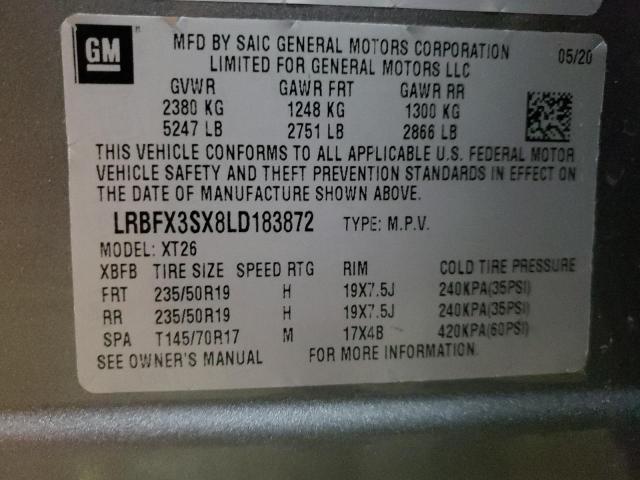 GM
MFD BY SAIC GENERAL MOTORS CORPORATION
LIMITED FOR GENERAL MOTORS LLC
05/20
GVWR GAWR FRT GAWR RR
2380 KG 1248 KG 1300 KG
5247 LB 2751 LB 2866 LB
THIS VEHICLE CONFORMS TO ALL APPLICABLE U.S. FEDERAL MOTOR
VEHICLE SAFETY AND THEFT PREVENTION STANDARDS IN EFFECT ON
THE DATE OF MANUFACTURE SHOWN ABOVE.
LRBFX3SX8LD183872 TYPE: M.P.V.
MODEL: XT26
XBFB TIRE SIZE SPEED RTG RIM COLD TIRE PRESSURE
FRT 235/50R19 H 19X7.5J 240KPA(35PSI)
RR 235/50R19 H 19X7.5J 240KPA(35PSI)
SPA T145/70R17 M 17X4B 420KPA(60PSI)
SEE OWNER'S MANUAL FOR MORE INFORMATION.